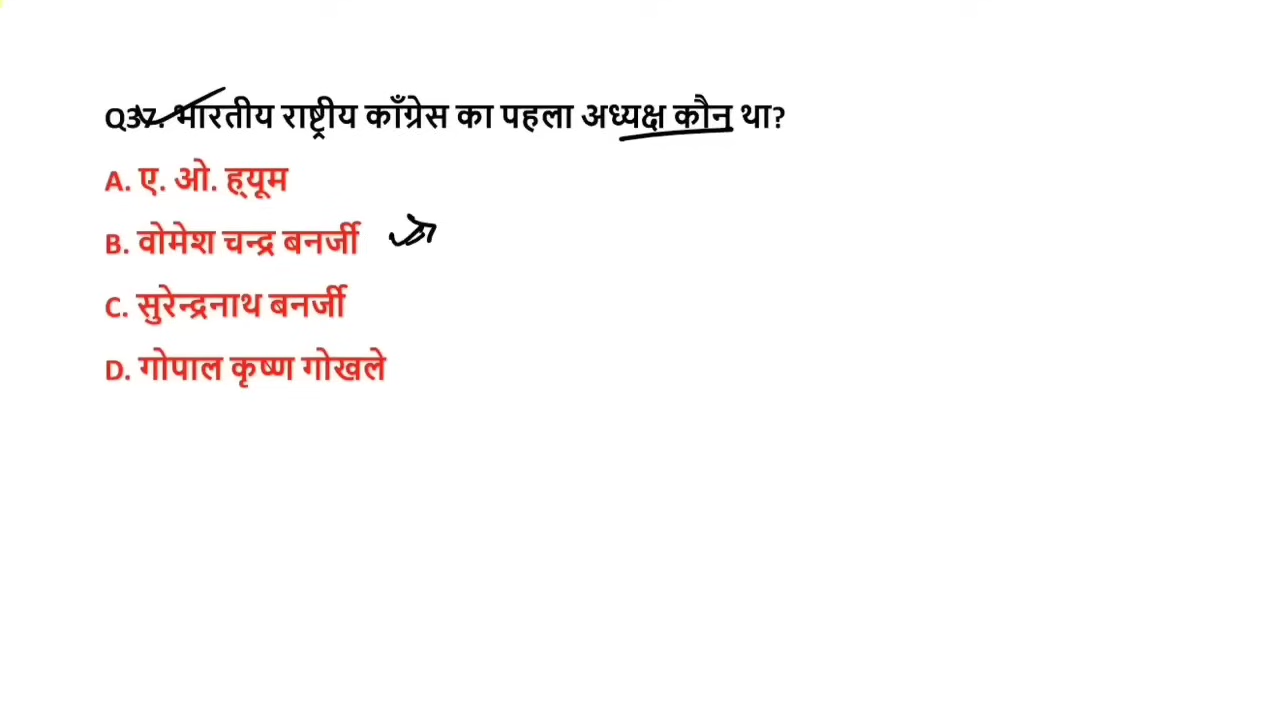 Q37. भारतीय राष्ट्रीय काँग्रेस का पहला अध्यक्ष कौन था?
A. ए. ओ. ह्यूम
B. वोमेश चन्द्र बनर्जी
C. सुरेन्द्रनाथ बनर्जी
D. गोपाल कृष्ण गोखले